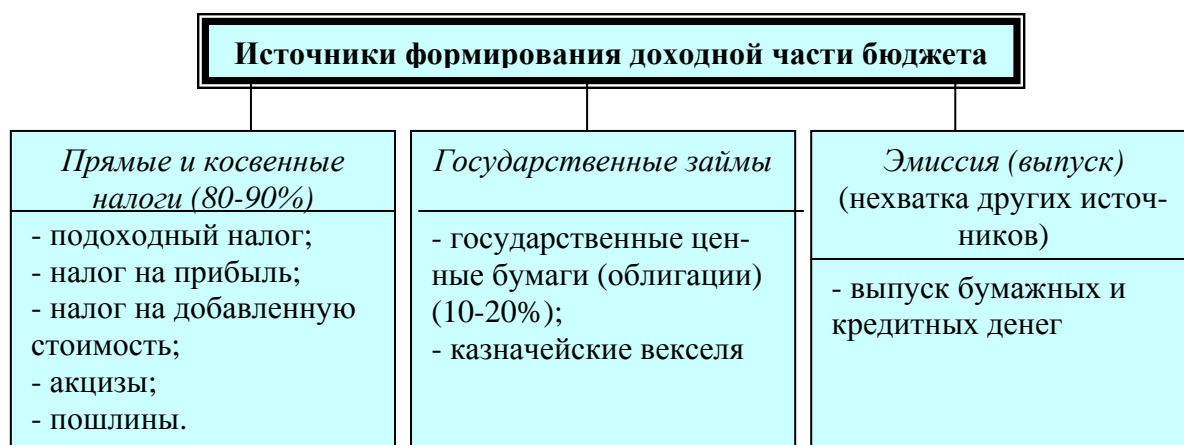 Источники формирования доходной части бюджета
Прямые и косвенные
налоги (80-90%)
- подоходный налог;
- налог на прибыль;
- налог на добавленную
стоимость;
- акцизы;
- пошлины.
Государственные займы
- государственные цен-
ные бумаги (облигации)
(10-20%);
- казначейские векселя
Эмиссия (выпуск)
(нехватка других источ-
ников)
- выпуск бумажных и
кредитных денег